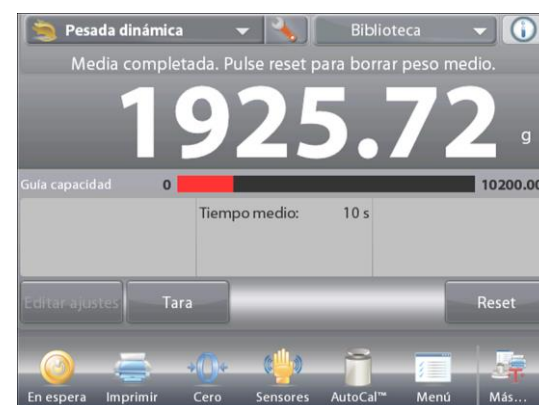 Pesada dinámica Biblioteca
Media completada. Pulse reset para borrar peso medio.
1925.72 g
Guía capacidad 0 10200.00
Tiempo medio: 10 s
Editar ajustes Tara Reset
En espera Imprimir Cero Sensores AutoCal™ Menú Más...